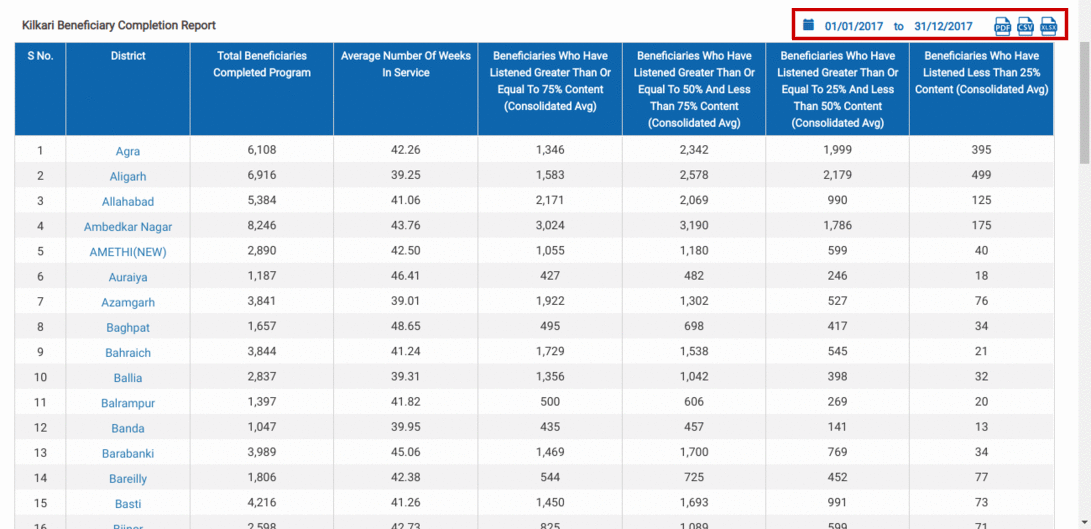 Kilkari Beneficiary Completion Report 01/01/2017 to 31/12/2017 PDF CSV XLSX
S No. District Total Beneficiaries Completed Program Average Number Of Weeks In Service Beneficiaries Who Have Listened Greater Than Or Equal To 75% Content (Consolidated Avg) Beneficiaries Who Have Listened Greater Than Or Equal To 50% And Less Than 75% Content (Consolidated Avg) Beneficiaries Who Have Listened Greater Than Or Equal To 25% And Less Than 50% Content (Consolidated Avg) Beneficiaries Who Have Listened Less Than 25% Content (Consolidated Avg)
1 Agra 6,108 42.26 1,346 2,342 1,999 395
2 Aligarh 6,916 39.25 1,583 2,578 2,179 499
3 Allahabad 5,384 41.06 2,171 2,069 990 125
4 Ambedkar Nagar 8,246 43.76 3,024 3,190 1,786 175
5 AMETHI(NEW) 2,890 42.50 1,055 1,180 599 40
6 Auraiya 1,187 46.41 427 482 246 18
7 Azamgarh 3,841 39.01 1,922 1,302 527 76
8 Baghpat 1,657 48.65 495 698 417 34
9 Bahraich 3,844 41.24 1,729 1,538 545 21
10 Ballia 2,837 39.31 1,356 1,042 398 32
11 Balrampur 1,397 41.82 500 606 269 20
12 Banda 1,047 39.95 435 457 141 13
13 Barabanki 3,989 45.06 1,469 1,700 769 34
14 Bareilly 1,806 42.38 544 725 452 77
15 Basti 4,216 41.26 1,450 1,693 991 73
16 Bijnor 2,598 42.73 825 1,089 599 71